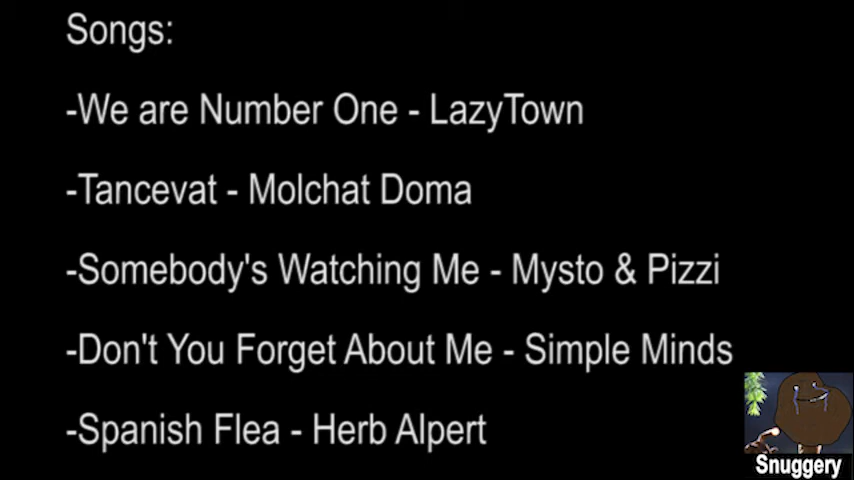 Songs:
-We are Number One - LazyTown
-Tancevat - Molchat Doma
-Somebody's Watching Me - Mysto & Pizzi
-Don't You Forget About Me - Simple Minds
-Spanish Flea - Herb Alpert
Snuggery